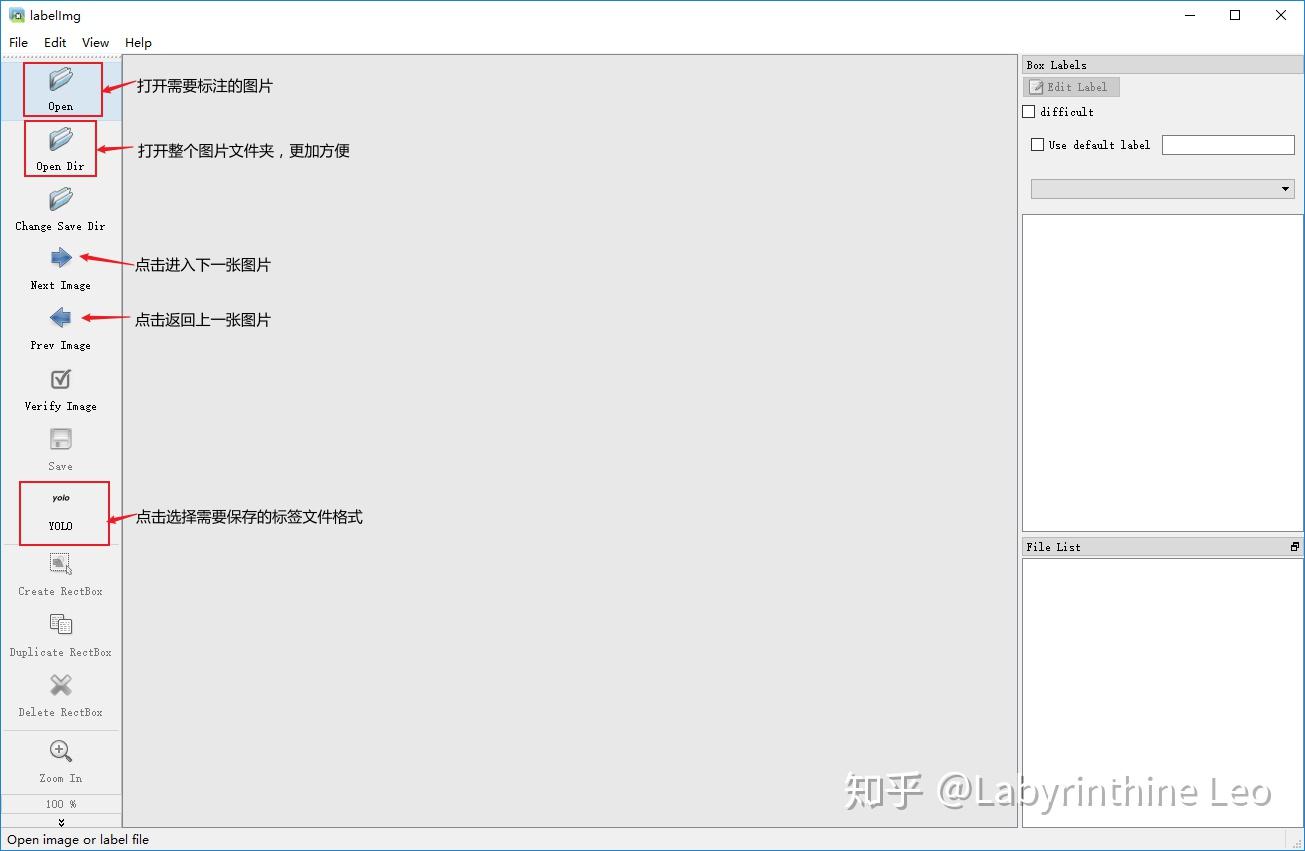 labelImg
File Edit View Help
Open
打开需要标注的图片
Open Dir
打开整个图片文件夹，更加方便
Change Save Dir
Next Image
点击进入下一张图片
Prev Image
点击返回上一张图片
Verify Image
Save
yolo
YOLO
点击选择需要保存的标签文件格式
Create RectBox
Duplicate RectBox
Delete RectBox
Zoom In
100 %
Box Labels
Edit Label
difficult
Use default label
File List
知乎 @Labyrinthine Leo
Open image or label file